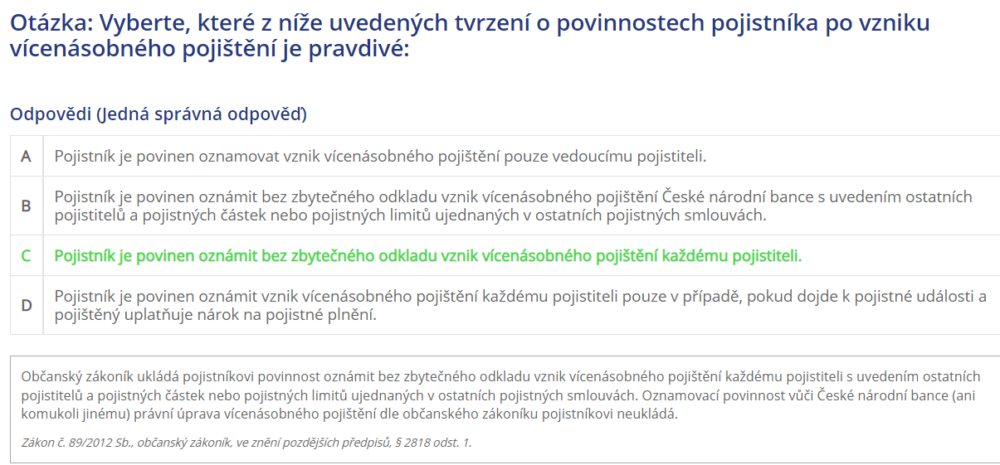 Otázka: Vyberte, které z níže uvedených tvrzení o povinnostech pojistníka po vzniku
vícenásobného pojištění je pravdivé:
Odpovědi (Jedná správná odpověď)
A Pojistník je povinen oznamovat vznik vícenásobného pojištění pouze vedoucímu pojistiteli.
B Pojistník je povinen oznámit bez zbytečného odkladu vznik vícenásobného pojištění České národní bance s uvedením ostatních
pojistitelů a pojistných částek nebo pojistných limitů ujednaných v ostatních pojistných smlouvách.
C Pojistník je povinen oznámit bez zbytečného odkladu vznik vícenásobného pojištění každému pojistiteli.
D Pojistník je povinen oznámit vznik vícenásobného pojištění každému pojistiteli pouze v případě, pokud dojde k pojistné události a
pojištěný uplatňuje nárok na pojistné plnění.
Občanský zákoník ukládá pojistníkovi povinnost oznámit bez zbytečného odkladu vznik vícenásobného pojištění každému pojistiteli s uvedením ostatních
pojistitelů a pojistných částek nebo pojistných limitů ujednaných v ostatních pojistných smlouvách. Oznamovací povinnost vůči České národní bance (ani
komukoli jinému) právní úprava vícenásobného pojištění dle občanského zákoníku pojistníkovi neukládá.
Zákon č. 89/2012 Sb., občanský zákoník, ve znění pozdějších předpisů, § 2818 odst. 1.